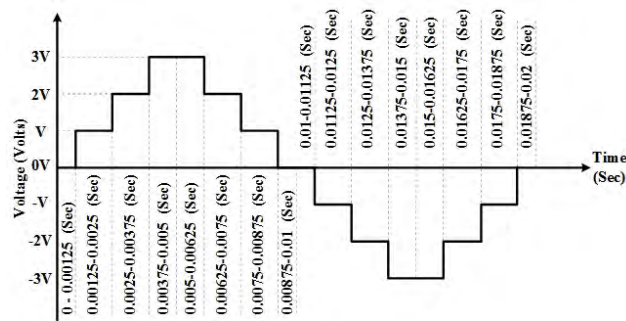 Voltage (Volts)
3V
2V
V
0V
-V
-2V
-3V
0 - 0.00125 (Sec)
0.00125-0.0025 (Sec)
0.0025-0.00375 (Sec)
0.00375-0.005 (Sec)
0.005-0.00625 (Sec)
0.00625-0.0075 (Sec)
0.0075-0.00875 (Sec)
0.00875-0.01 (Sec)
0.01-0.01125 (Sec)
0.01125-0.0125 (Sec)
0.0125-0.01375 (Sec)
0.01375-0.015 (Sec)
0.015-0.01625 (Sec)
0.01625-0.0175 (Sec)
0.0175-0.01875 (Sec)
0.01875-0.02 (Sec)
Time
(Sec)